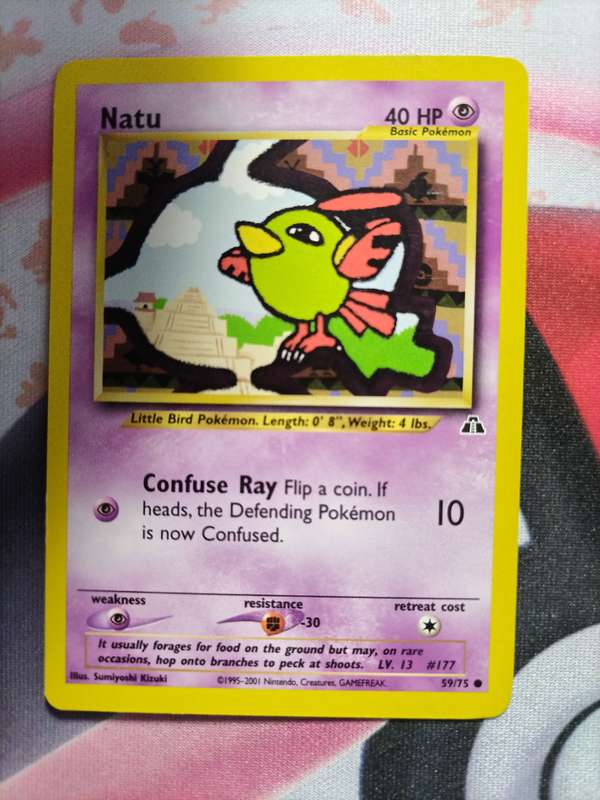 Natu
40 HP
Basic Pokémon
Little Bird Pokémon. Length: 0' 8", Weight: 4 lbs.
Confuse Ray Flip a coin. If
heads, the Defending Pokémon
is now Confused.
10
weakness
resistance
retreat cost
-30
It usually forages for food on the ground but may, on rare
occasions, hop onto branches to peck at shoots. LV. 13 #177
Illus. Sumiyoshi Kizuki
©1995-2001 Nintendo, Creatures, GAMEFREAK.
59/75